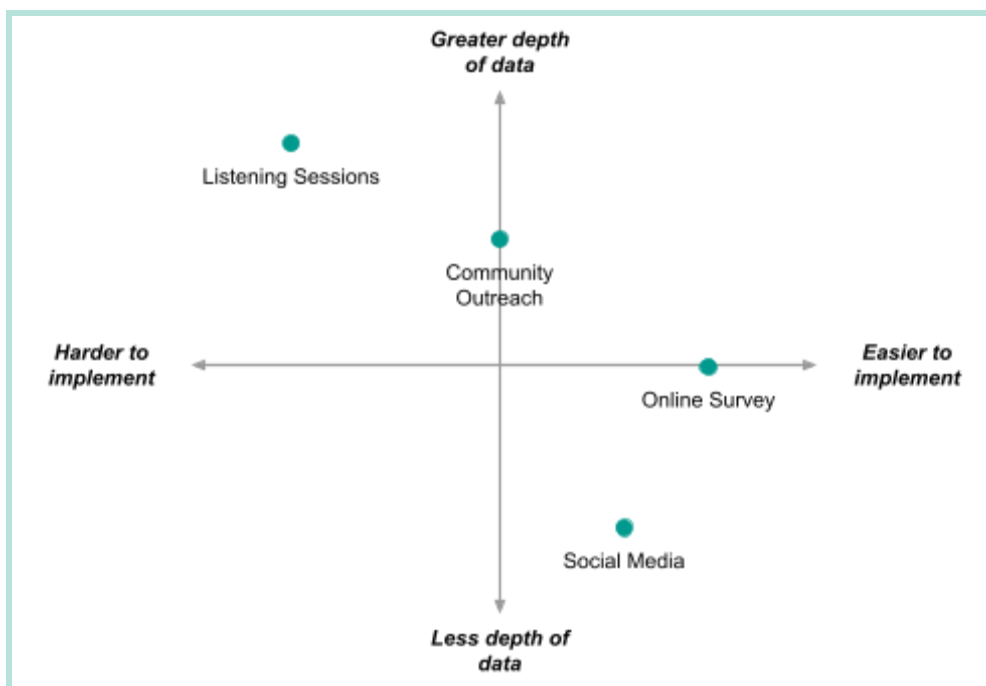 Greater depth
of data
Listening Sessions
Community
Outreach
Harder to
implement
Easier to
implement
Online Survey
Social Media
Less depth of
data